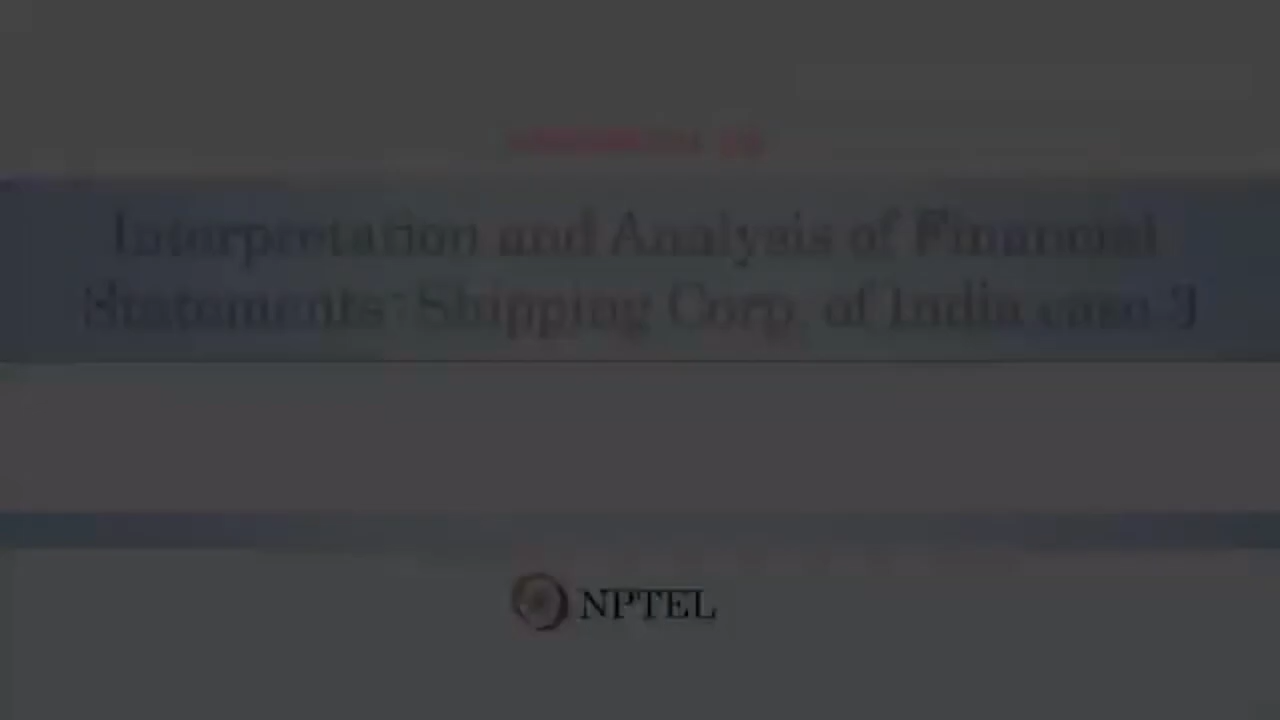 Interpretation and Analysis of Financial
Statements: Shipping Corp. of India case-3
NPTEL